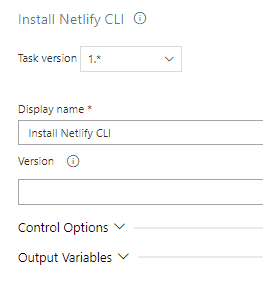 Install Netlify CLI
Task version 1.*
Display name *
Install Netlify CLI
Version
Control Options
Output Variables